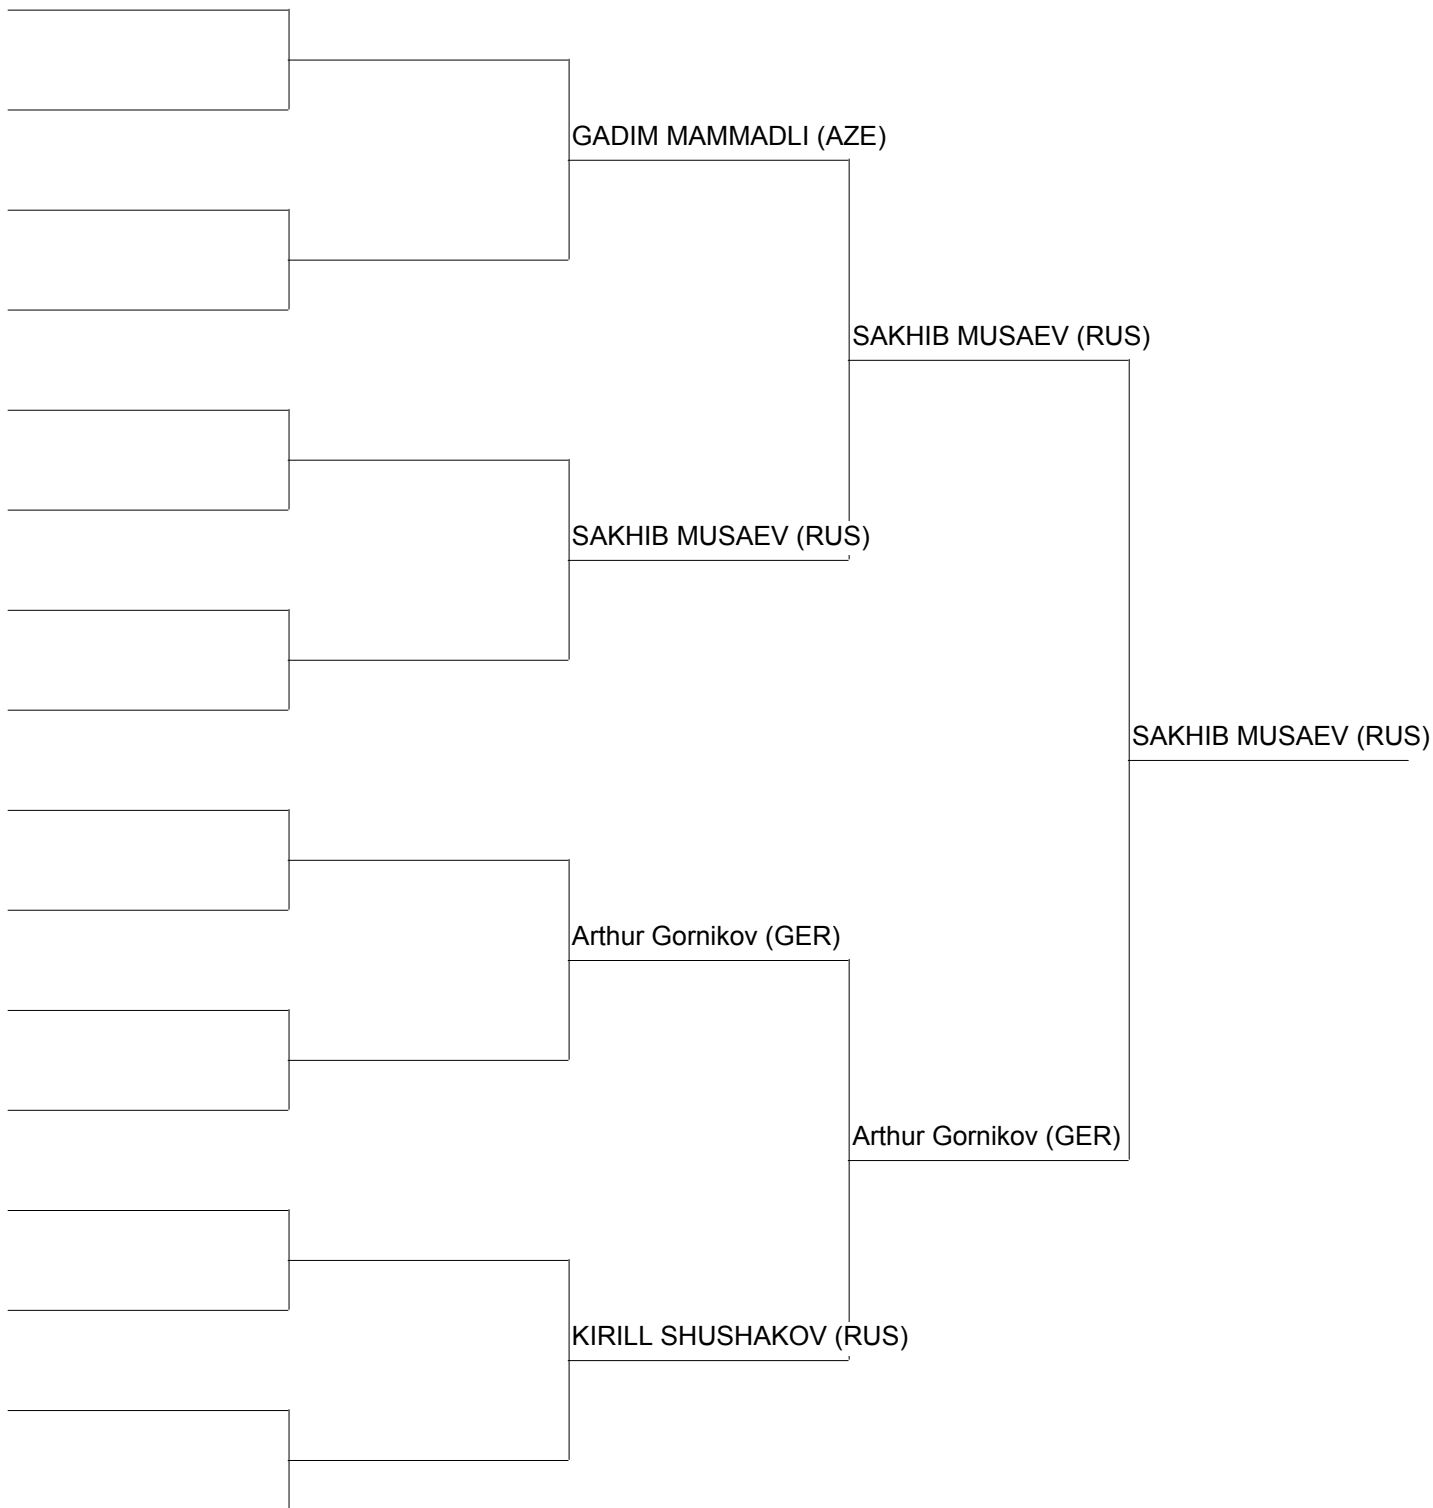 GADIM MAMMADLI (AZE)
SAKHIB MUSAEV (RUS)
SAKHIB MUSAEV (RUS)
SAKHIB MUSAEV (RUS)
Arthur Gornikov (GER)
Arthur Gornikov (GER)
KIRILL SHUSHAKOV (RUS)